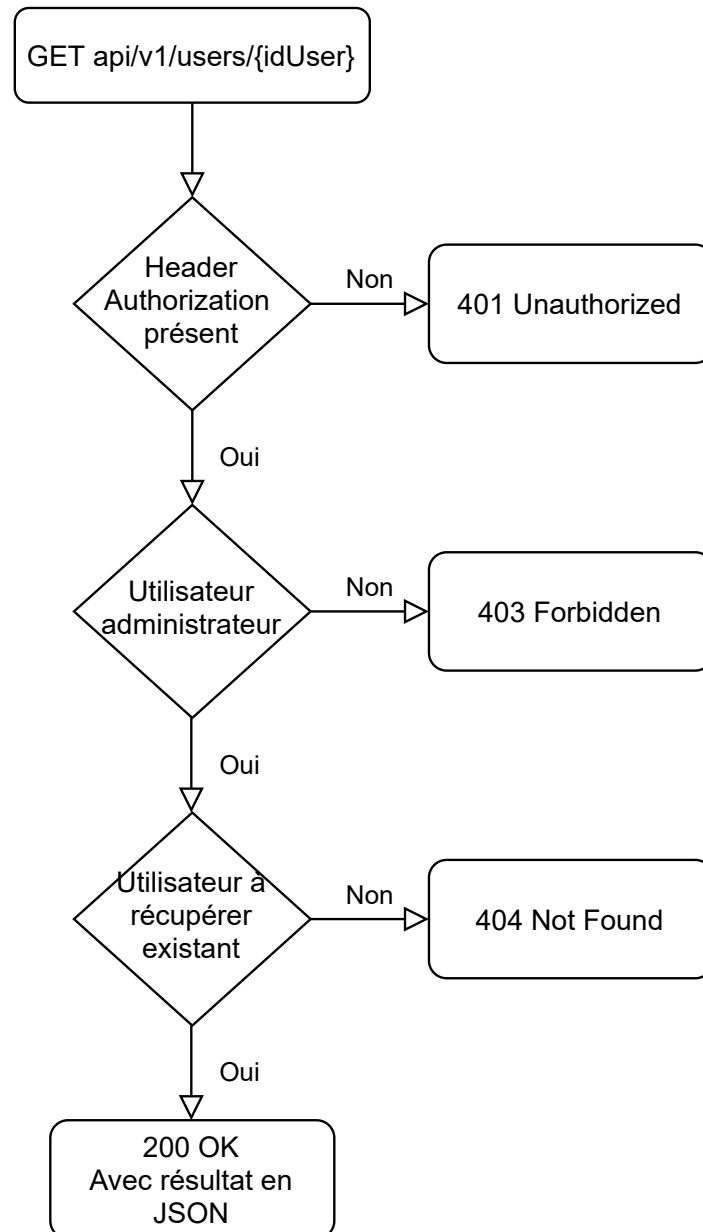 GET api/v1/users/{idUser}
Header
Authorization
présent
Non
401 Unauthorized
Oui
Utilisateur
administrateur
Non
403 Forbidden
Oui
Utilisateur à
récupérer
existant
Non
404 Not Found
Oui
200 OK
Avec résultat en
JSON